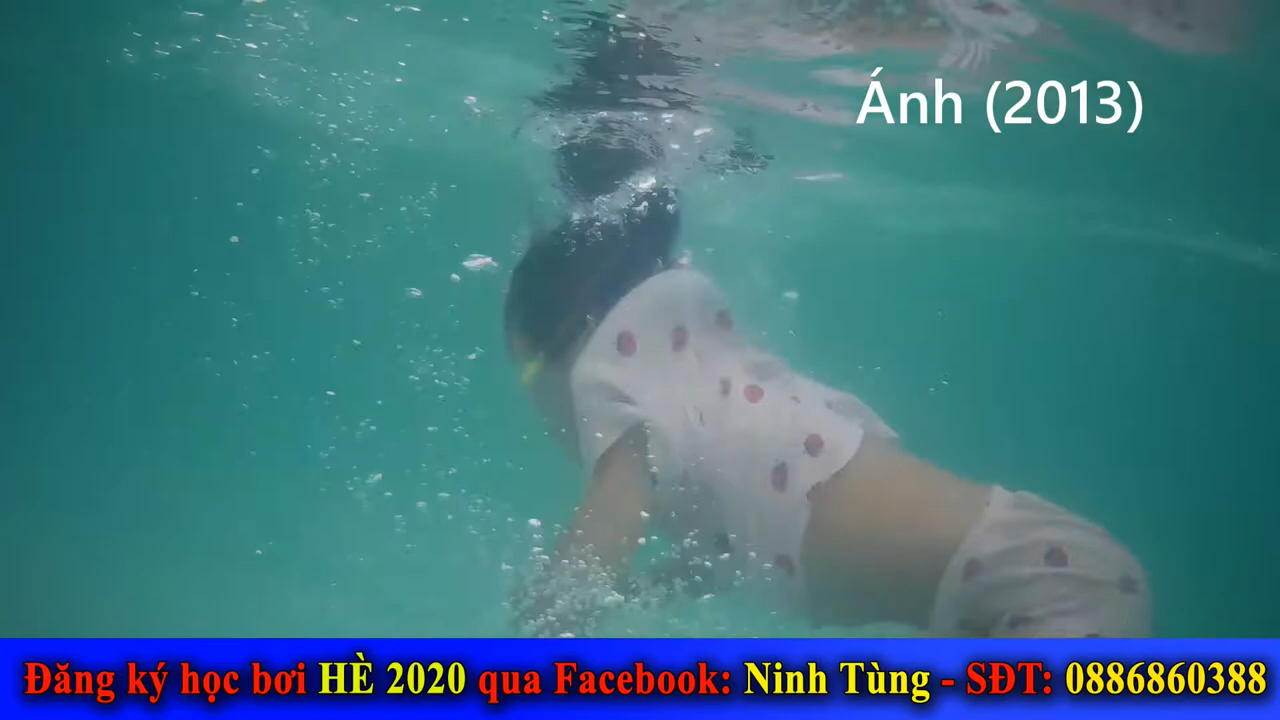 Ánh (2013)
Đăng ký học bơi HÈ 2020 qua Facebook: Ninh Tùng - SĐT: 0886860388